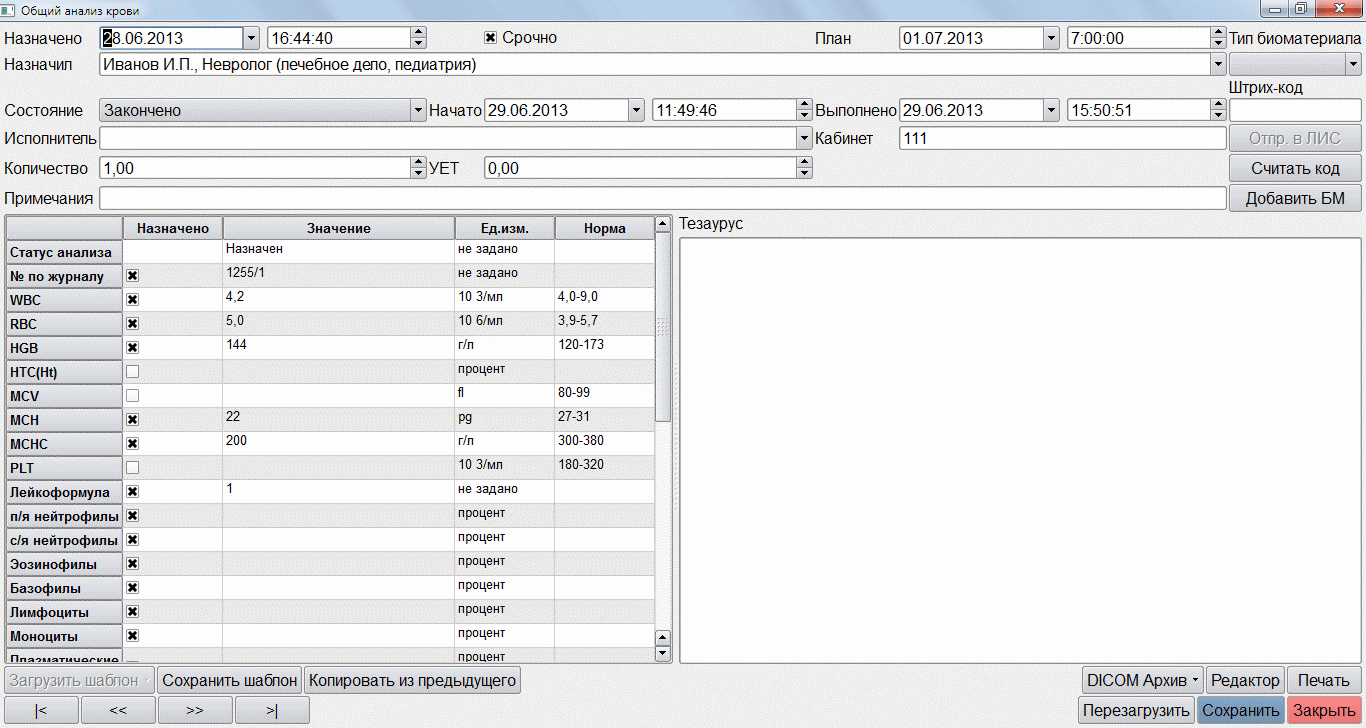 Общий анализ крови
Назначено 28.06.2013 16:44:40 Срочно План 01.07.2013 7:00:00 Тип биоматериала
Назначил Иванов И.П., Невролог (лечебное дело, педиатрия)
Штрих-код
Состояние Закончено Начато 29.06.2013 11:49:46 Выполнено 29.06.2013 15:50:51
Исполнитель Кабинет 111 Отпр. в ЛИС
Количество 1,00 УЕТ 0,00 Считать код
Примечания Добавить БМ
Назначено Значение Ед.изм. Норма Тезаурус
Статус анализа Назначен не задано
№ по журналу 1255/1 не задано
WBC 4,2 10 3/мл 4,0-9,0
RBC 5,0 10 6/мл 3,9-5,7
HGB 144 г/л 120-173
HTC(Ht) процент
MCV fl 80-99
MCH 22 pg 27-31
MCHC 200 г/л 300-380
PLT 10 3/мл 180-320
Лейкоформула 1 не задано
п/я нейтрофилы процент
с/я нейтрофилы процент
Эозинофилы процент
Базофилы процент
Лимфоциты процент
Моноциты процент
Плазматические процент
Загрузить шаблон Сохранить шаблон Копировать из предыдущего DICOM Архив Редактор Печать
|< << >> >| Перезагрузить Сохранить Закрыть